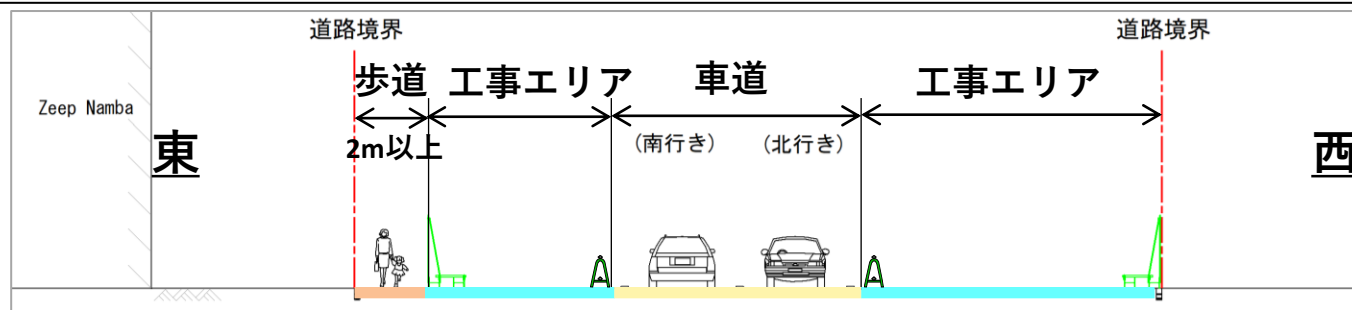 道路境界
道路境界
歩道
工事エリア
車道
工事エリア
Zeep Namba
2m以上
(南行き)
(北行き)
東
西